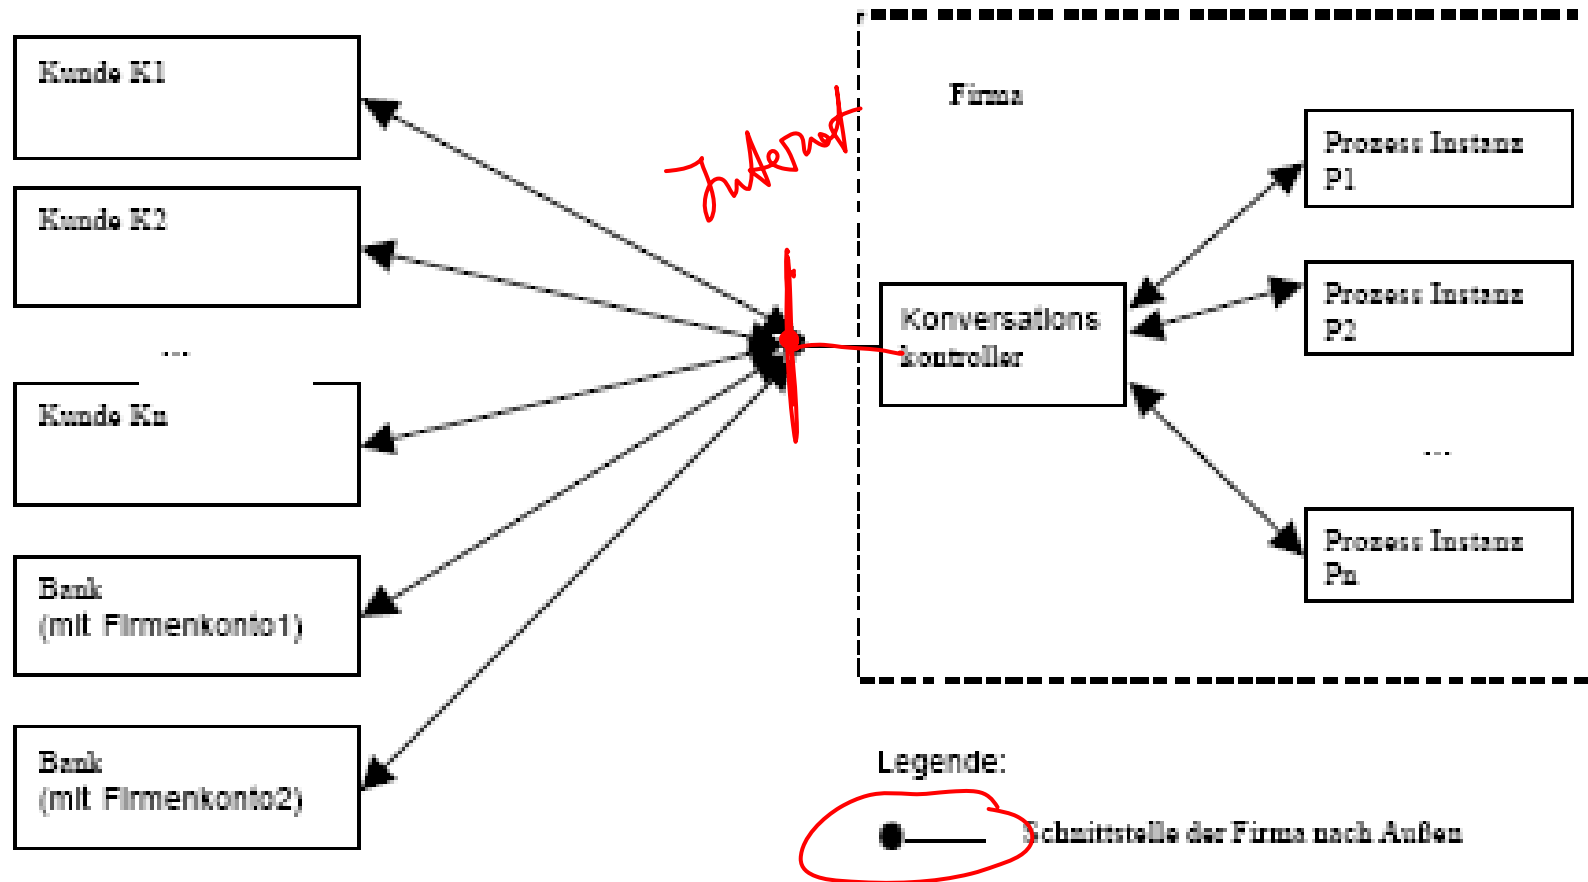 Kunde K1
Kunde K2
...
Kunde Kn
Bank
(mit Firmenkonto1)
Bank
(mit Firmenkonto2)
Internet
Firma
Konversations
kontroller
Prozess Instanz
P1
Prozess Instanz
P2
...
Prozess Instanz
Pn
Legende:
Schnittstelle der Firma nach Außen